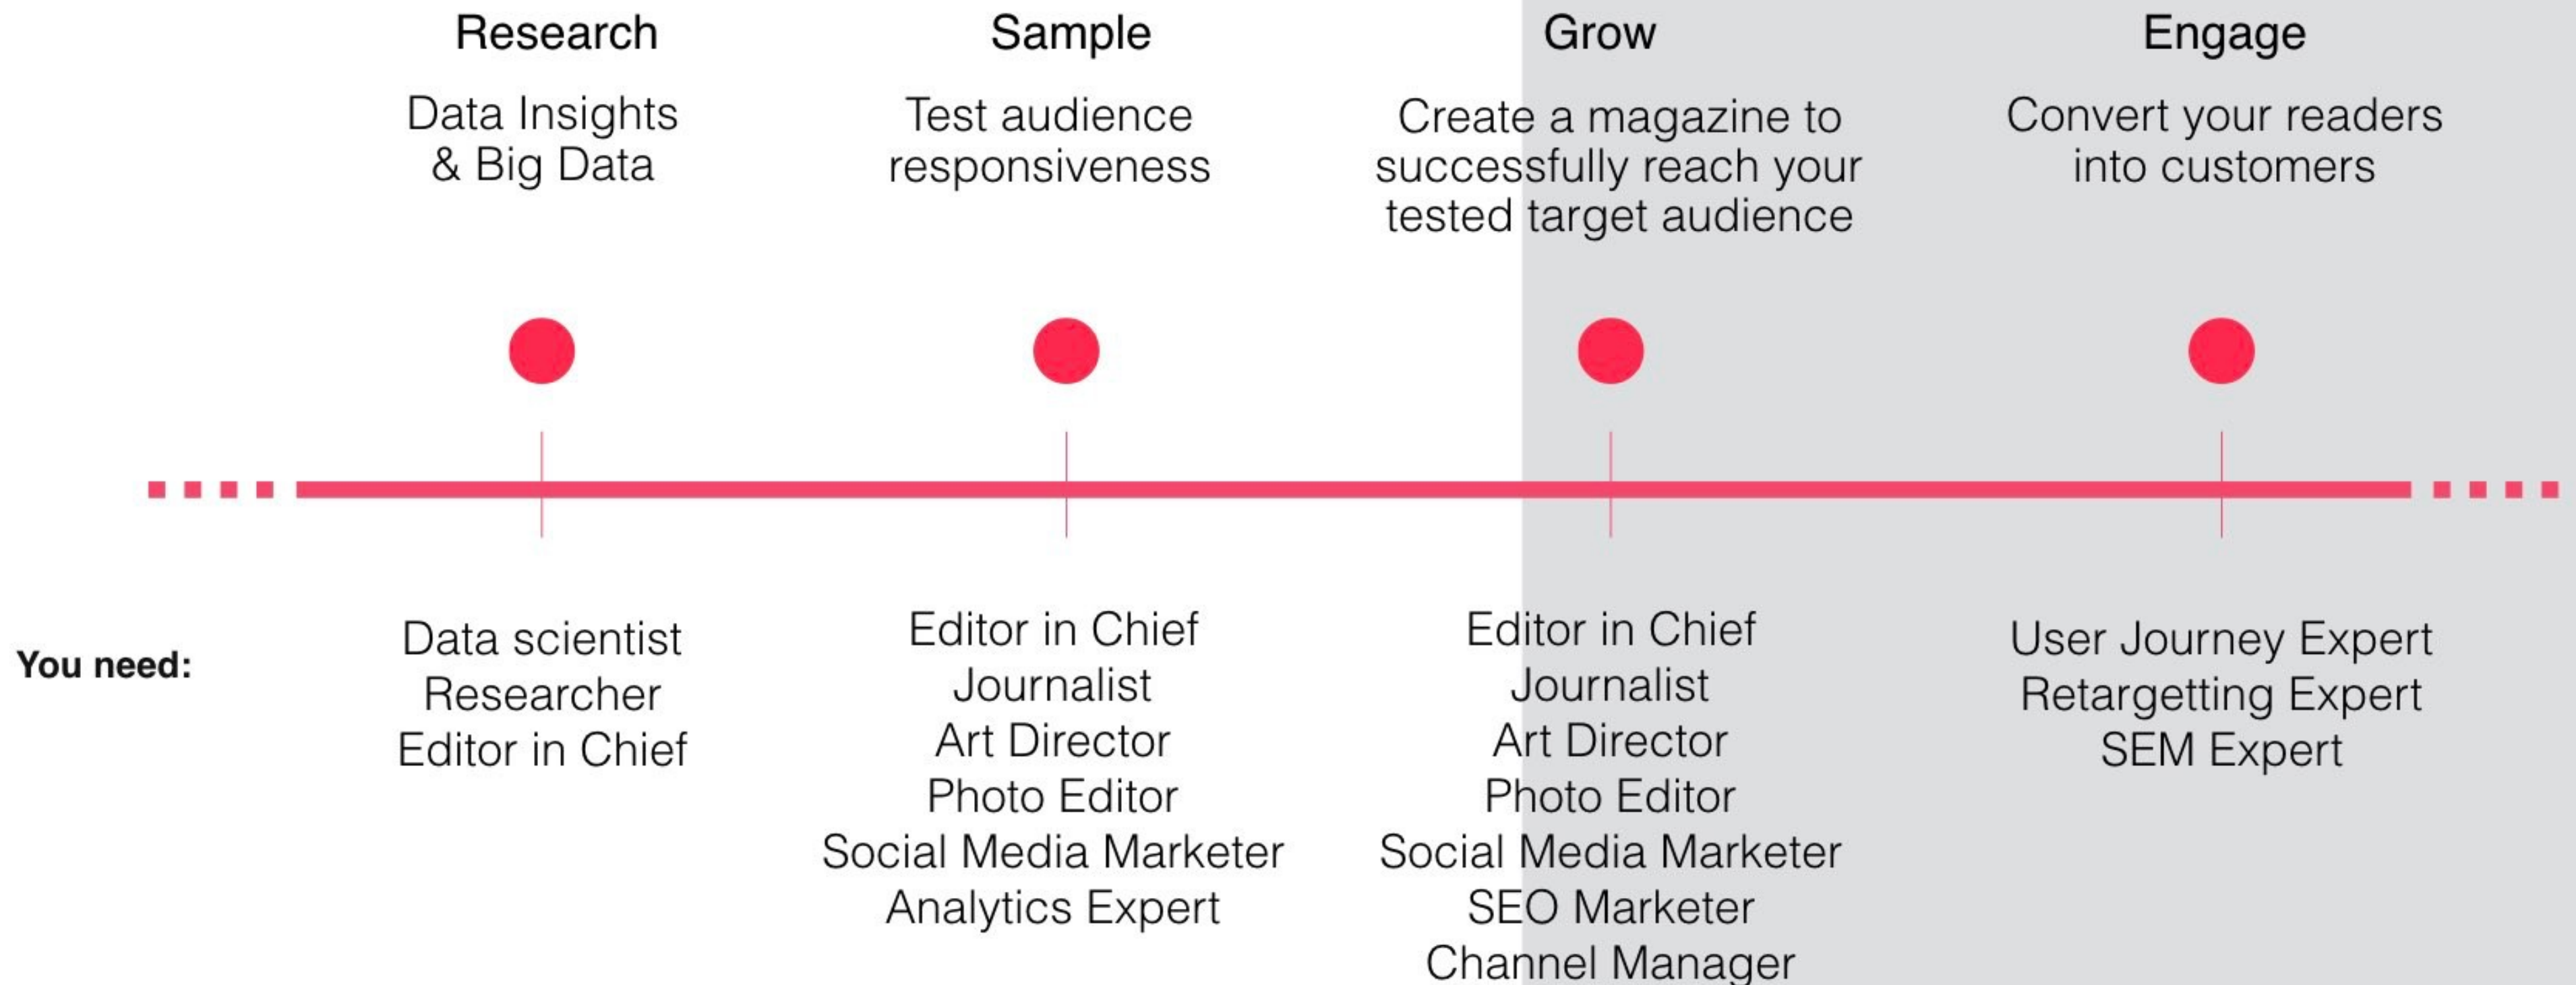 Research
Data Insights
& Big Data
Sample
Test audience
responsiveness
Grow
Create a magazine to
successfully reach your
tested target audience
Engage
Convert your readers
into customers
You need:
Data scientist
Researcher
Editor in Chief
Editor in Chief
Journalist
Art Director
Photo Editor
Social Media Marketer
Analytics Expert
Editor in Chief
Journalist
Art Director
Photo Editor
Social Media Marketer
SEO Marketer
Channel Manager
User Journey Expert
Retargetting Expert
SEM Expert